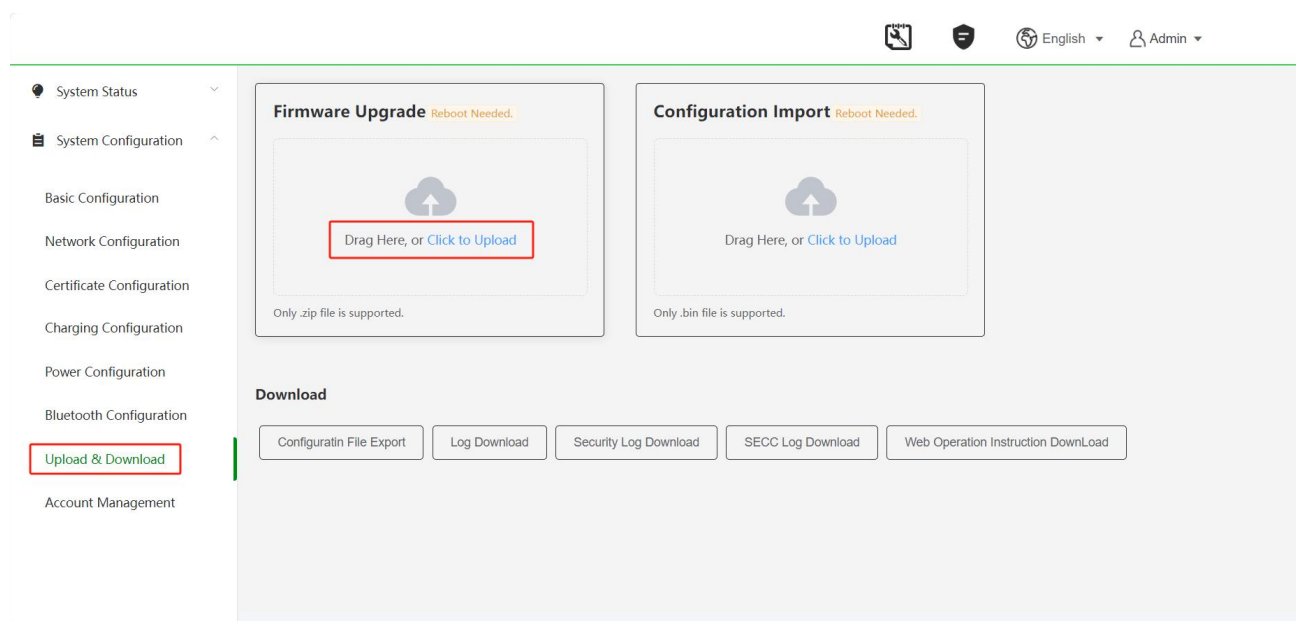 English
Admin
System Status
System Configuration
Basic Configuration
Network Configuration
Certificate Configuration
Charging Configuration
Power Configuration
Bluetooth Configuration
Upload & Download
Account Management
Firmware Upgrade Reboot Needed.
Drag Here, or Click to Upload
Only .zip file is supported.
Configuration Import Reboot Needed.
Drag Here, or Click to Upload
Only .bin file is supported.
Download
Configuratin File Export
Log Download
Security Log Download
SECC Log Download
Web Operation Instruction DownLoad